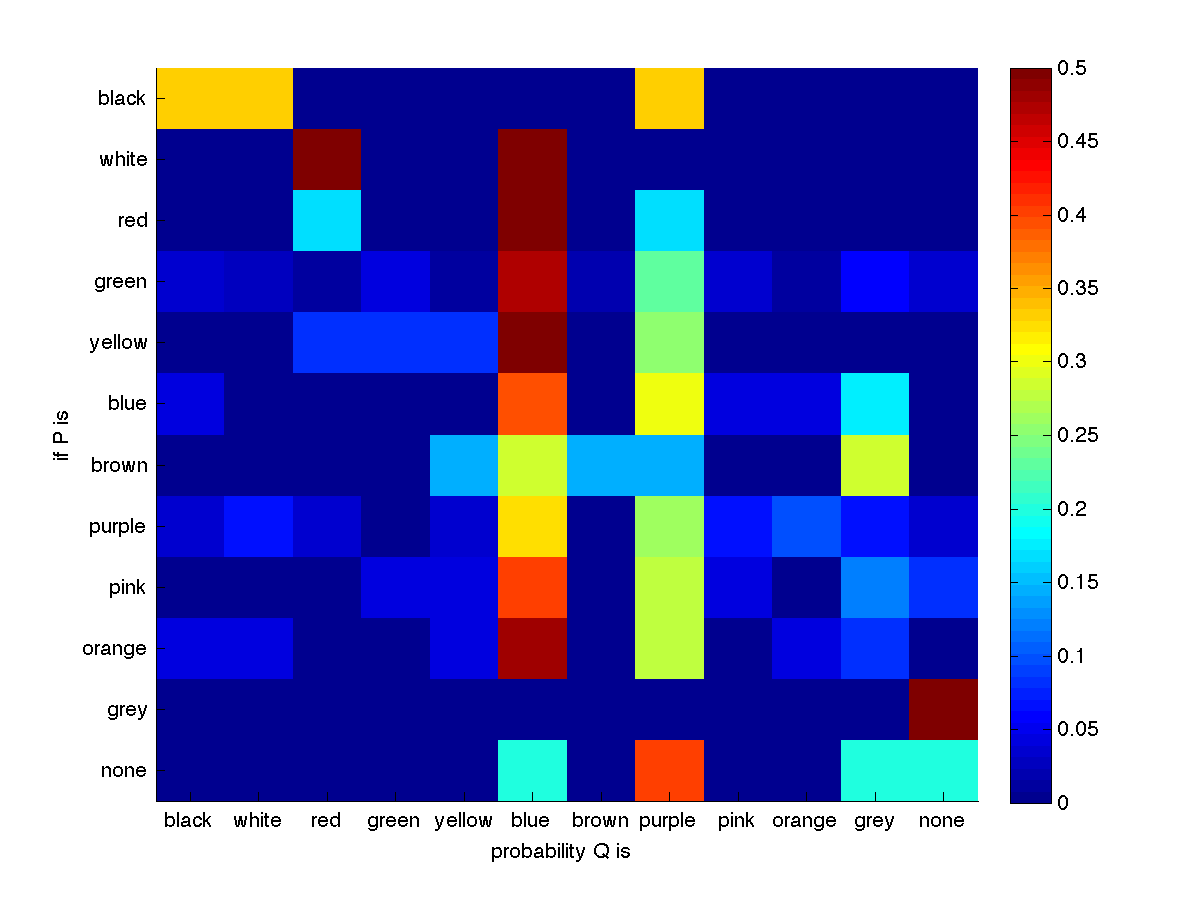 if P is
black
white
red
green
yellow
blue
brown
purple
pink
orange
grey
none
black white red green yellow blue brown purple pink orange grey none
probability Q is
0.5
0.45
0.4
0.35
0.3
0.25
0.2
0.15
0.1
0.05
0